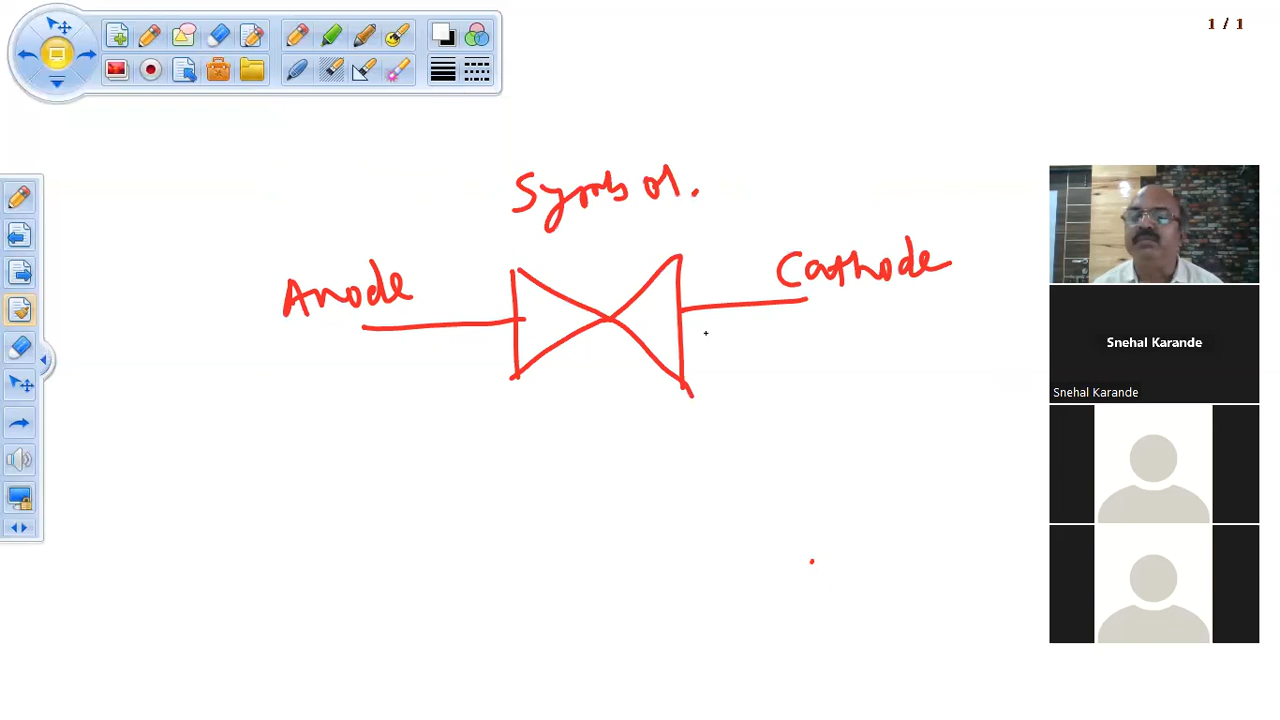 1 / 1
Symbol.
Anode
Cathode
Snehal Karande
Snehal Karande